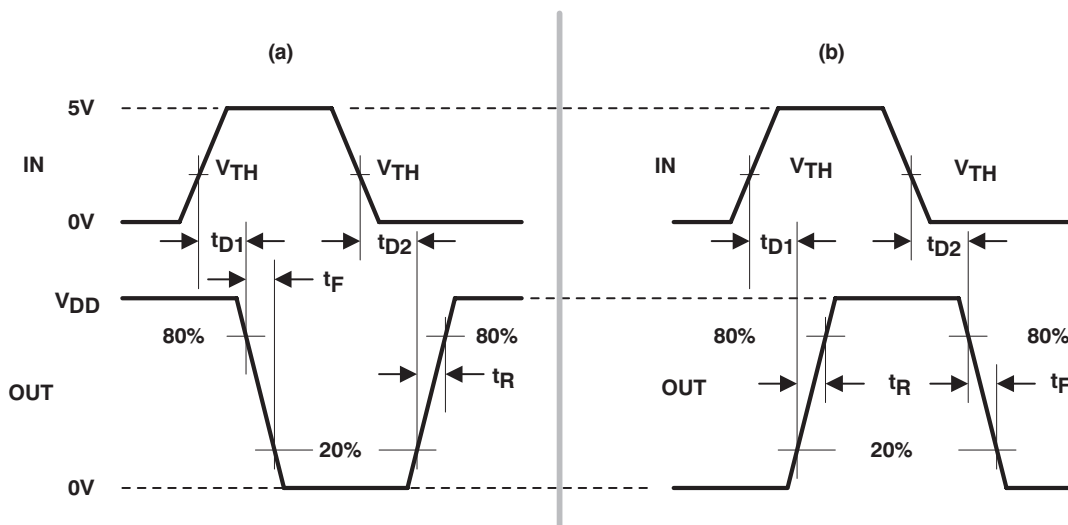 (a) (b)
5V
IN VTH VTH IN VTH VTH
0V
tD1 tD2 tD1 tD2
tF
VDD
80% 80% 80% 80%
OUT tR OUT tR tF
20% 20%
0V